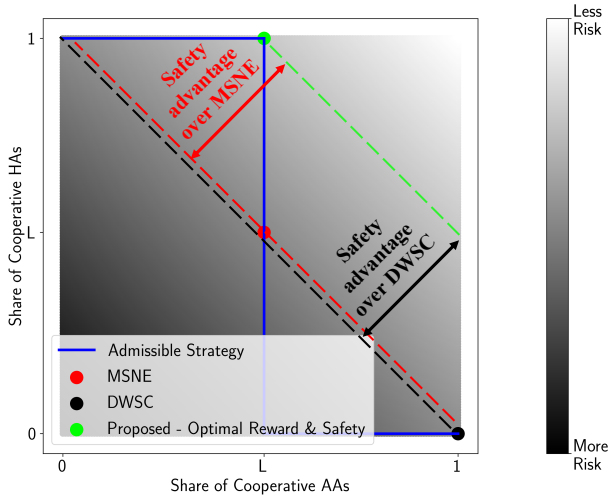 Less
Risk
1
Safety
advantage
over MSNE
Share of Cooperative HAs
L
Safety
advantage
over DWSC
Admissible Strategy
MSNE
DWSC
Proposed - Optimal Reward & Safety
0
More
Risk
0
L
1
Share of Cooperative AAs